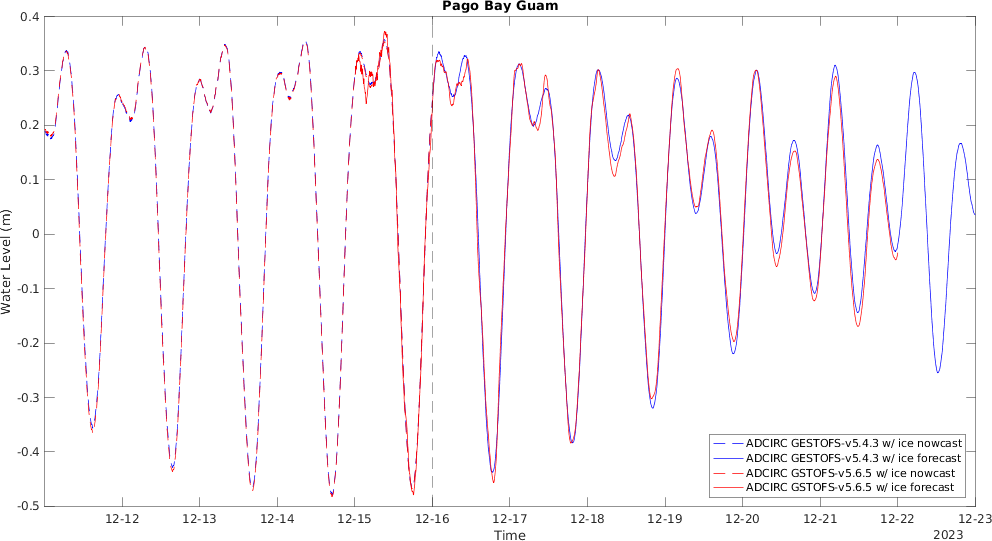 Pago Bay Guam
Water Level (m)
0.4
0.3
0.2
0.1
0
-0.1
-0.2
-0.3
-0.4
-0.5
ADCIRC GESTOFS-v5.4.3 w/ ice nowcast
ADCIRC GESTOFS-v5.4.3 w/ ice forecast
ADCIRC GSTOFS-v5.6.5 w/ ice nowcast
ADCIRC GSTOFS-v5.6.5 w/ ice forecast
12-12 12-13 12-14 12-15 12-16 12-17 12-18 12-19 12-20 12-21 12-22 12-23
Time
2023